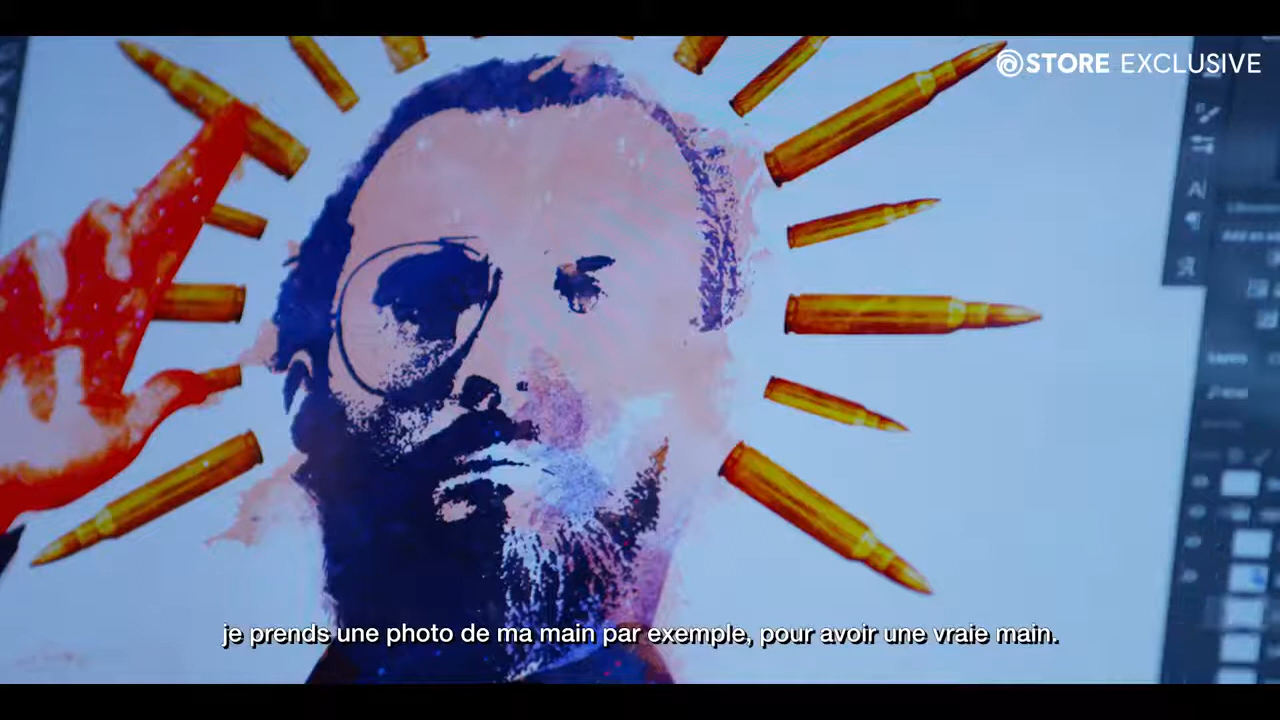 STORE EXCLUSIVE
je prends une photo de ma main par exemple, pour avoir une vraie main.